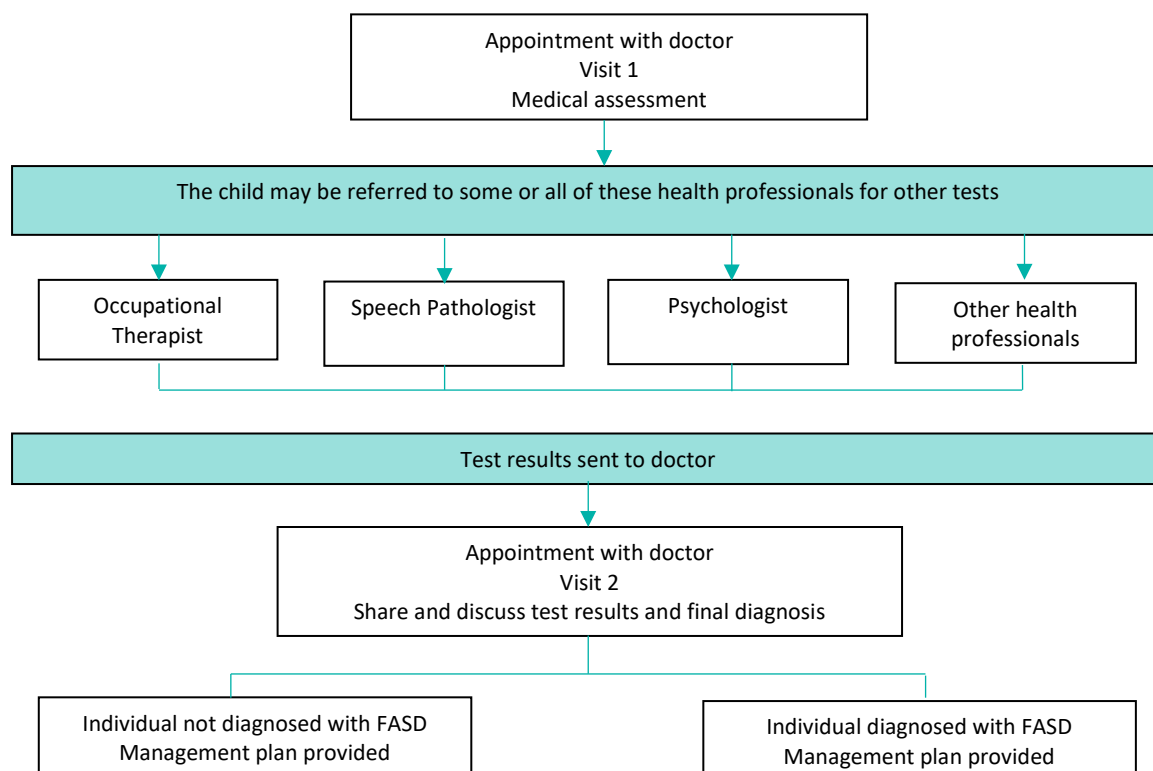 Appointment with doctor
Visit 1
Medical assessment
The child may be referred to some or all of these health professionals for other tests
Occupational
Therapist
Speech Pathologist
Psychologist
Other health
professionals
Test results sent to doctor
Appointment with doctor
Visit 2
Share and discuss test results and final diagnosis
Individual not diagnosed with FASD
Management plan provided
Individual diagnosed with FASD
Management plan provided